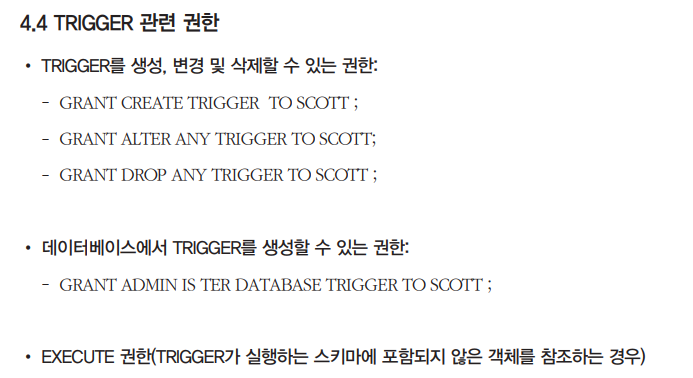 4.4 TRIGGER 관련 권한
• TRIGGER를 생성, 변경 및 삭제할 수 있는 권한:
- GRANT CREATE TRIGGER TO SCOTT ;
- GRANT ALTER ANY TRIGGER TO SCOTT;
- GRANT DROP ANY TRIGGER TO SCOTT ;
• 데이터베이스에서 TRIGGER를 생성할 수 있는 권한:
- GRANT ADMIN IS TER DATABASE TRIGGER TO SCOTT ;
• EXECUTE 권한(TRIGGER가 실행하는 스키마에 포함되지 않은 객체를 참조하는 경우)